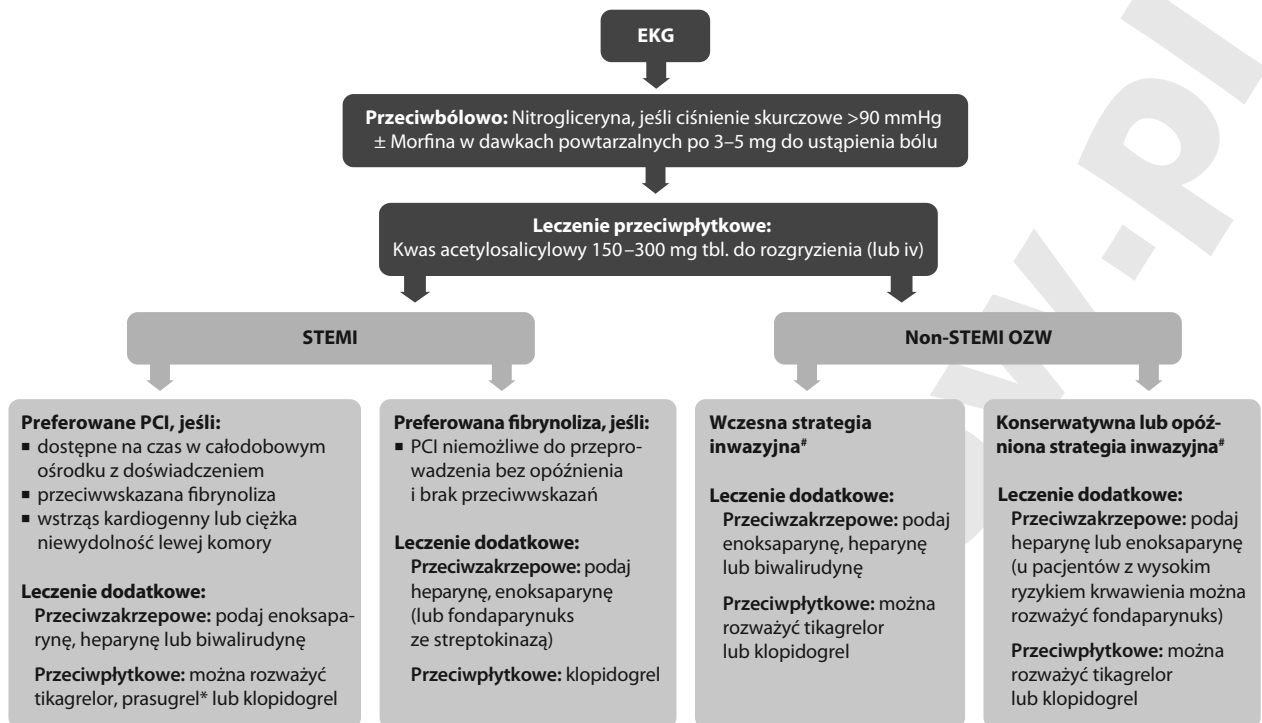 EKG
Przeciwbólowo: Nitrogliceryna, jeśli ciśnienie skurczowe >90 mmHg
± Morfina w dawkach powtarzalnych po 3–5 mg do ustąpienia bólu
Leczenie przeciwpłytkowe:
Kwas acetylosalicylowy 150–300 mg tbl. do rozgryzienia (lub iv)
STEMI
Non-STEMI OZW
Preferowane PCI, jeśli:
▪ dostępne na czas w całodobowym
ośrodku z doświadczeniem
▪ przeciwwskazana fibrynoliza
▪ wstrząs kardiogenny lub ciężka
niewydolność lewej komory
Leczenie dodatkowe:
Przeciwzakrzepowe: podaj enoksapa-
rynę, heparynę lub biwalirudynę
Przeciwpłytkowe: można rozważyć
tikagrelor, prasugrel* lub klopidogrel
Preferowana fibrynoliza, jeśli:
▪ PCI niemożliwe do przepro-
wadzenia bez opóźnienia
i brak przeciwwskazań
Leczenie dodatkowe:
Przeciwzakrzepowe: podaj
heparynę, enoksaparynę
(lub fondaparynuks
ze streptokinazą)
Przeciwpłytkowe: klopidogrel
Wczesna strategia
inwazyjna#
Leczenie dodatkowe:
Przeciwzakrzepowe: podaj
enoksaparynę, heparynę
lub biwalirudynę
Przeciwpłytkowe: można
rozważyć tikagrelor
lub klopidogrel
Konserwatywna lub opóź-
niona strategia inwazyjna#
Leczenie dodatkowe:
Przeciwzakrzepowe: podaj
heparynę lub enoksaparynę
(u pacjentów z wysokim
ryzykiem krwawienia można
rozważyć fondaparynuks)
Przeciwpłytkowe: można
rozważyć tikagrelor
lub klopidogrel
w.pl